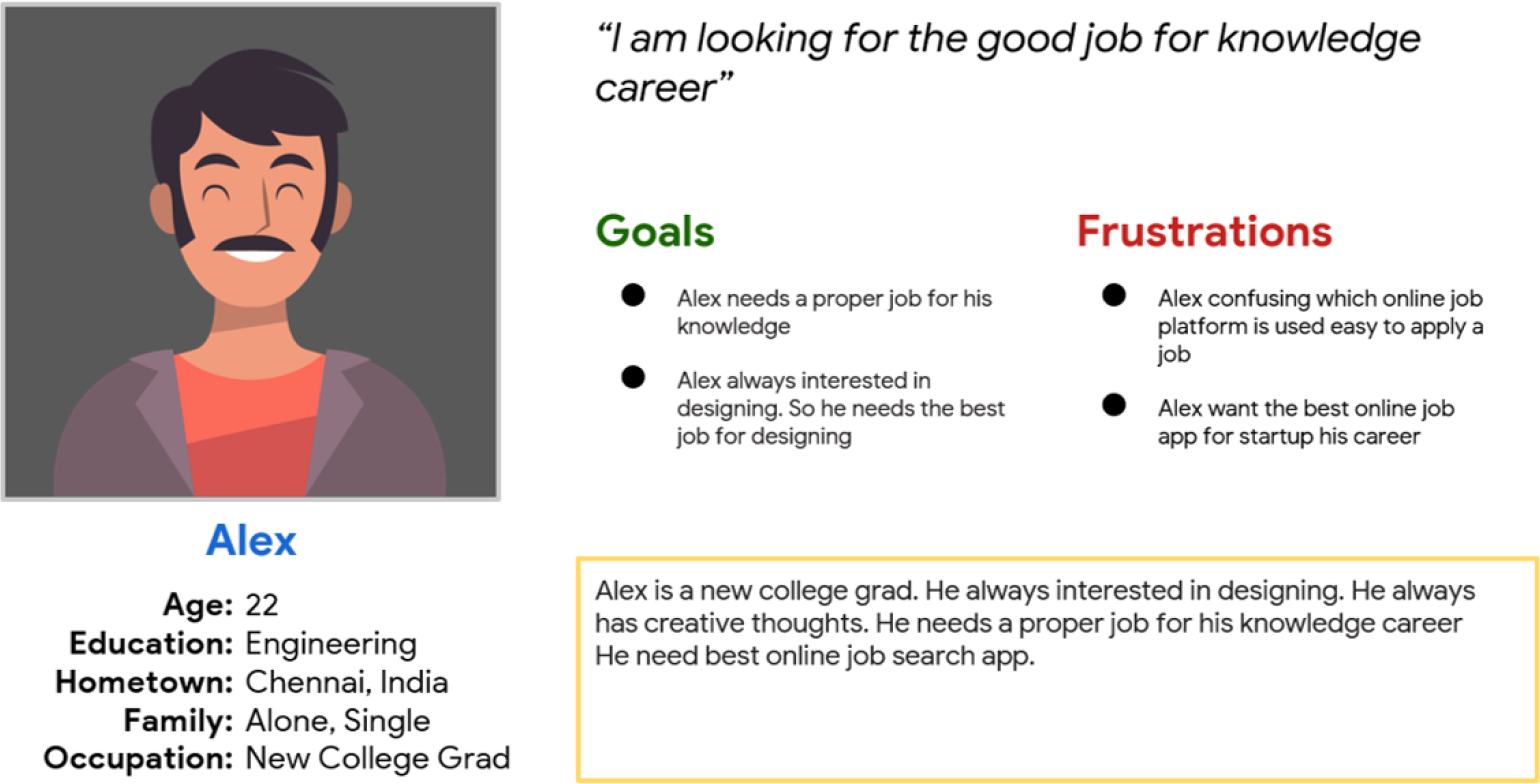 “I am looking for the good job for knowledge
career”
Goals
● Alex needs a proper job for his
knowledge
● Alex always interested in
designing. So he needs the best
job for designing
Frustrations
● Alex confusing which online job
platform is used easy to apply a
job
● Alex want the best online job
app for startup his career
Alex
Age: 22
Education: Engineering
Hometown: Chennai, India
Family: Alone, Single
Occupation: New College Grad
Alex is a new college grad. He always interested in designing. He always
has creative thoughts. He needs a proper job for his knowledge career
He need best online job search app.